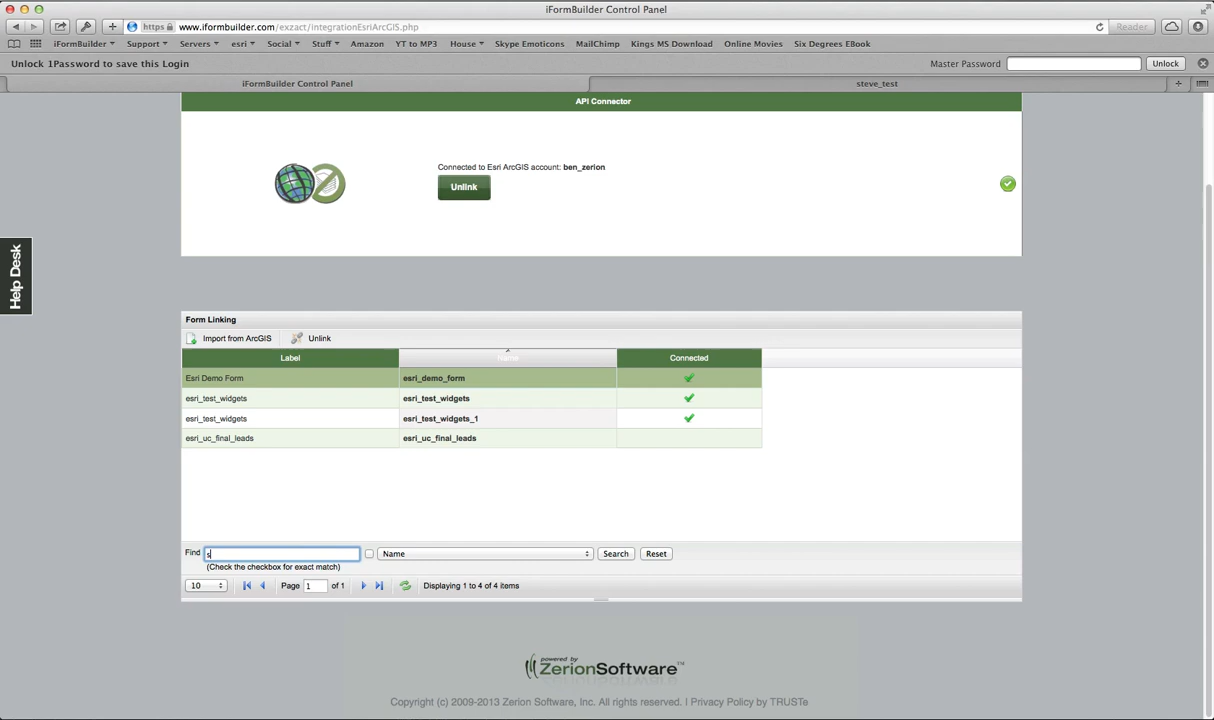 iFormBuilder Control Panel
https www.iformbuilder.com/exzact/integrationEsriArcGIS.php Reader
iFormBuilder Support Servers esri Social Stuff Amazon YT to MP3 House Skype Emoticons MailChimp Kings MS Download Online Movies Six Degrees EBook
Unlock 1Password to save this Login Master Password Unlock
iFormBuilder Control Panel steve_test
API Connector
Connected to Esri ArcGIS account: ben_zerion
Unlink
Help Desk
Form Linking
Import from ArcGIS Unlink
Label Name Connected
Esri Demo Form esri_demo_form
esri_test_widgets esri_test_widgets
esri_test_widgets esri_test_widgets_1
esri_uc_final_leads esri_uc_final_leads
Find s Name Search Reset
(Check the checkbox for exact match)
10 Page 1 of 1 Displaying 1 to 4 of 4 items
powered by
ZerionSoftware™
Copyright (c) 2009-2013 Zerion Software, Inc. All rights reserved. | Privacy Policy by TRUSTe